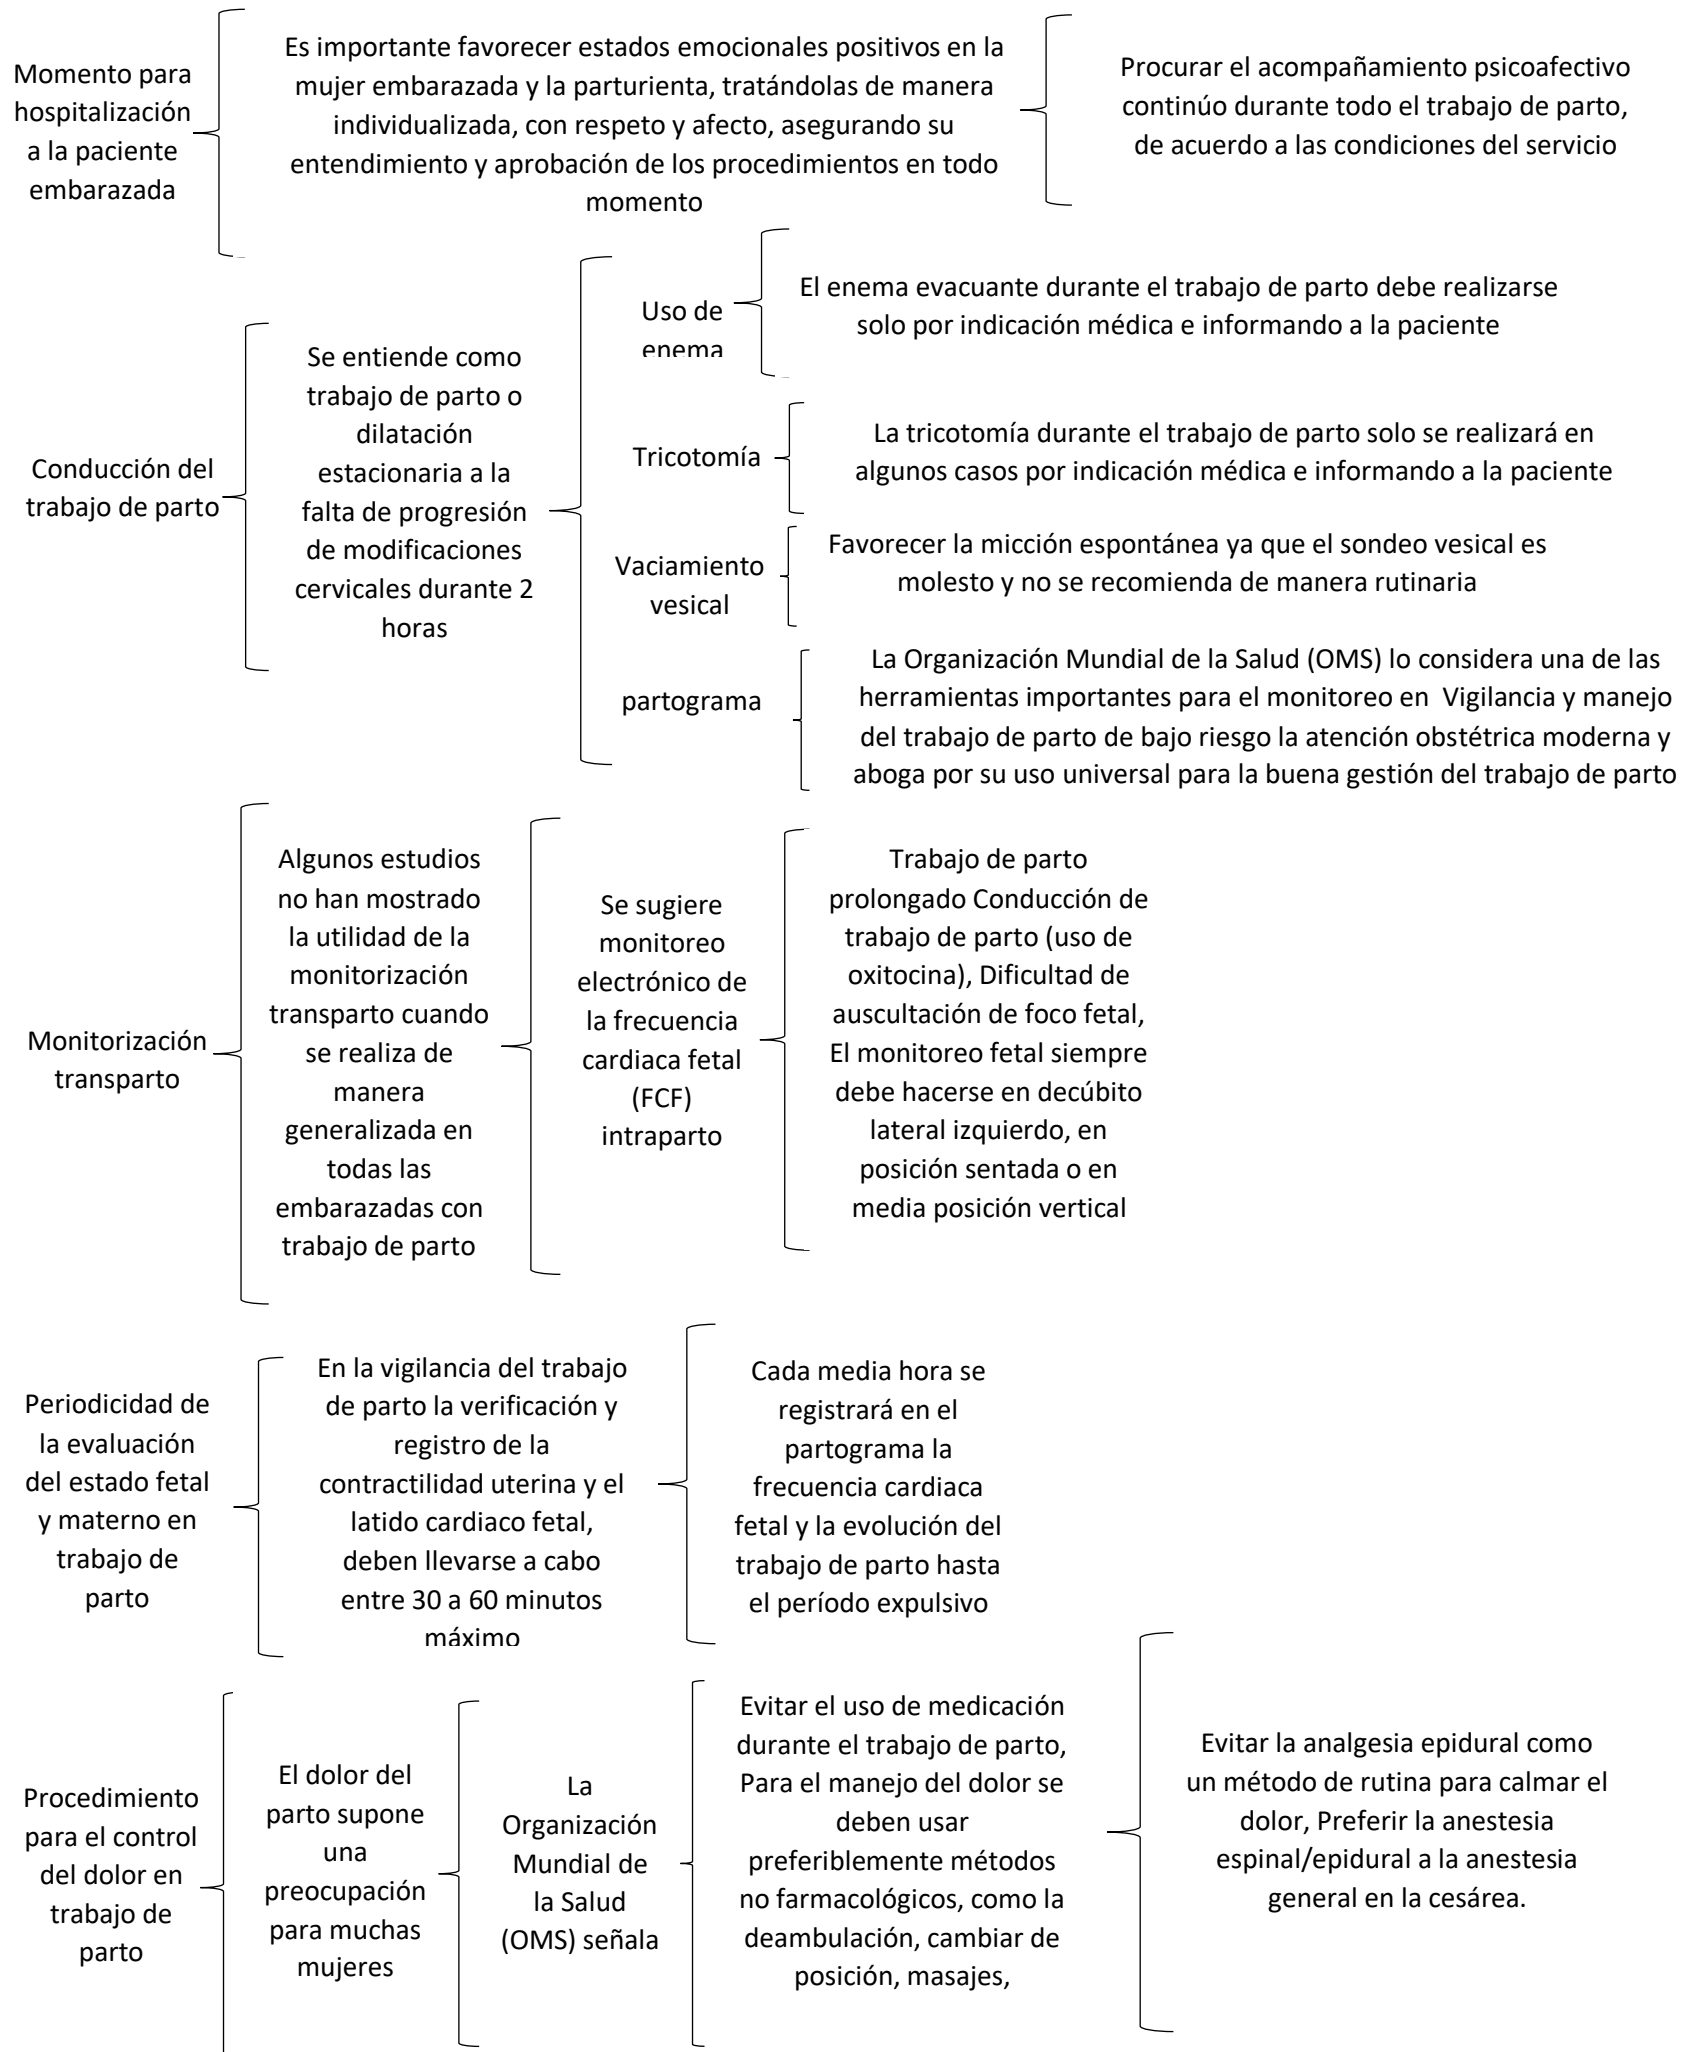 Momento para
hospitalización
a la paciente
embarazada
Es importante favorecer estados emocionales positivos en la
mujer embarazada y la parturienta, tratándolas de manera
individualizada, con respeto y afecto, asegurando su
entendimiento y aprobación de los procedimientos en todo
momento
Procurar el acompañamiento psicoafectivo
continúo durante todo el trabajo de parto,
de acuerdo a las condiciones del servicio
Conducción del
trabajo de parto
Se entiende como
trabajo de parto o
dilatación
estacionaria a la
falta de progresión
de modificaciones
cervicales durante 2
horas
Uso de
enema
El enema evacuante durante el trabajo de parto debe realizarse
solo por indicación médica e informando a la paciente
Tricotomía
La tricotomía durante el trabajo de parto solo se realizará en
algunos casos por indicación médica e informando a la paciente
Vaciamiento
vesical
Favorecer la micción espontánea ya que el sondeo vesical es
molesto y no se recomienda de manera rutinaria
partograma
La Organización Mundial de la Salud (OMS) lo considera una de las
herramientas importantes para el monitoreo en Vigilancia y manejo
del trabajo de parto de bajo riesgo la atención obstétrica moderna y
aboga por su uso universal para la buena gestión del trabajo de parto
Monitorización
transparto
Algunos estudios
no han mostrado
la utilidad de la
monitorización
transparto cuando
se realiza de
manera
generalizada en
todas las
embarazadas con
trabajo de parto
Se sugiere
monitoreo
electrónico de
la frecuencia
cardiaca fetal
(FCF)
intraparto
Trabajo de parto
prolongado Conducción de
trabajo de parto (uso de
oxitocina), Dificultad de
auscultación de foco fetal,
El monitoreo fetal siempre
debe hacerse en decúbito
lateral izquierdo, en
posición sentada o en
media posición vertical
Periodicidad de
la evaluación
del estado fetal
y materno en
trabajo de
parto
En la vigilancia del trabajo
de parto la verificación y
registro de la
contractilidad uterina y el
latido cardiaco fetal,
deben llevarse a cabo
entre 30 a 60 minutos
máximo
Cada media hora se
registrará en el
partograma la
frecuencia cardiaca
fetal y la evolución del
trabajo de parto hasta
el período expulsivo
Procedimiento
para el control
del dolor en
trabajo de
parto
El dolor del
parto supone
una
preocupación
para muchas
mujeres
La
Organización
Mundial de
la Salud
(OMS) señala
Evitar el uso de medicación
durante el trabajo de parto,
Para el manejo del dolor se
deben usar
preferiblemente métodos
no farmacológicos, como la
deambulación, cambiar de
posición, masajes,
Evitar la analgesia epidural como
un método de rutina para calmar el
dolor, Preferir la anestesia
espinal/epidural a la anestesia
general en la cesárea.